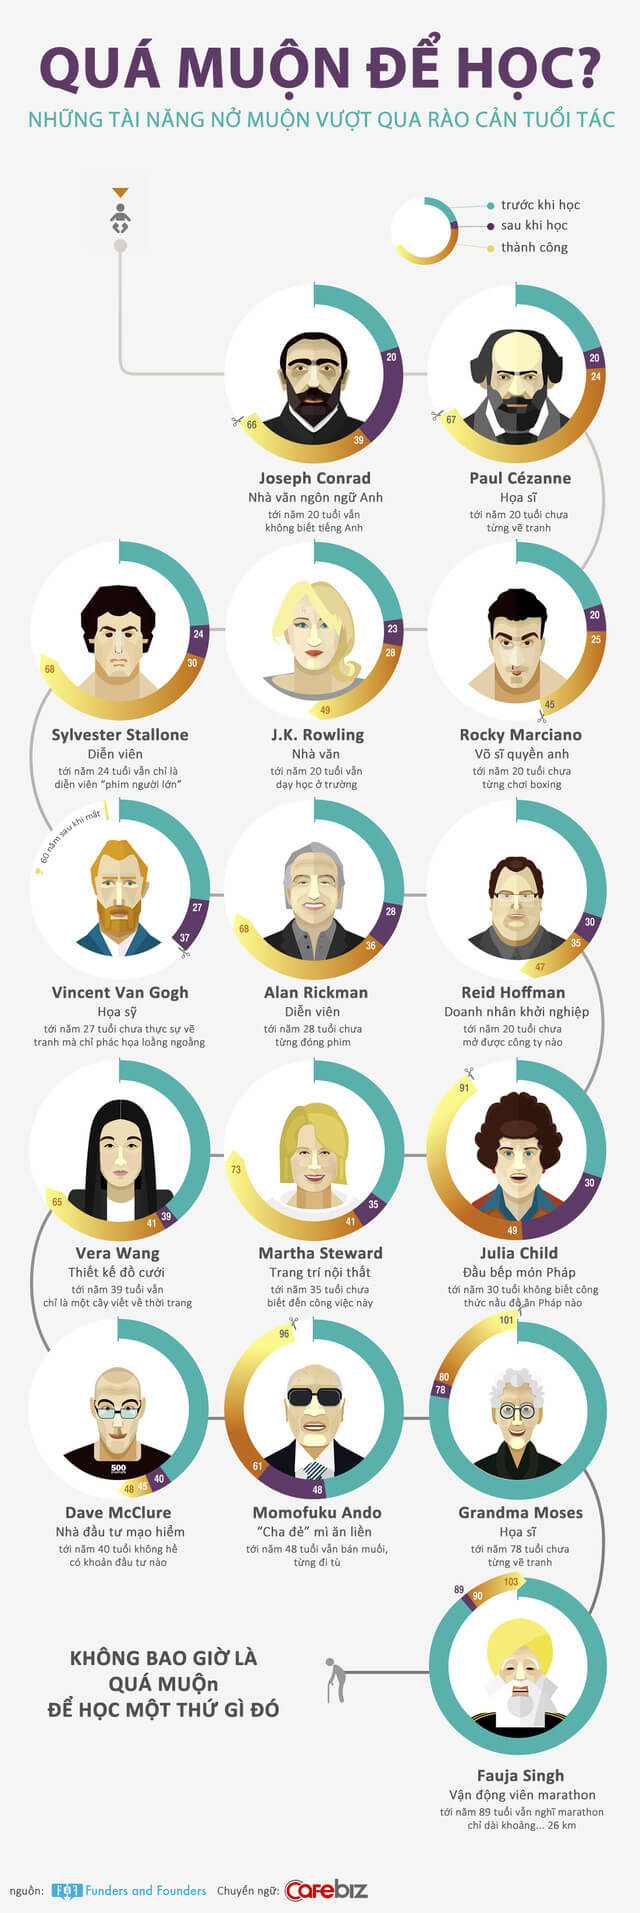 QUÁ MUỘN ĐỂ HỌC?
NHỮNG TÀI NĂNG NỞ MUỘN VƯỢT QUA RÀO CẢN TUỔI TÁC
trước khi học
sau khi học
thành công
20
39
66
Joseph Conrad
Nhà văn ngôn ngữ Anh
tới năm 20 tuổi vẫn
không biết tiếng Anh
20
24
67
Paul Cézanne
Họa sĩ
tới năm 20 tuổi chưa
từng vẽ tranh
24
30
68
Sylvester Stallone
Diễn viên
tới năm 24 tuổi vẫn chỉ là
diễn viên “phim người lớn”
23
28
49
J.K. Rowling
Nhà văn
tới năm 20 tuổi vẫn
dạy học ở trường
20
25
45
Rocky Marciano
Võ sĩ quyền anh
tới năm 20 tuổi chưa
từng chơi boxing
60 năm sau khi mất
27
37
Vincent Van Gogh
Họa sỹ
tới năm 27 tuổi chưa thực sự vẽ
tranh mà chỉ phác họa loằng ngoằng
28
36
68
Alan Rickman
Diễn viên
tới năm 28 tuổi chưa
từng đóng phim
30
35
47
Reid Hoffman
Doanh nhân khởi nghiệp
tới năm 20 tuổi chưa
mở được công ty nào
39
41
65
Vera Wang
Thiết kế đồ cưới
tới năm 39 tuổi vẫn
chỉ là một cây viết về thời trang
35
41
73
Martha Steward
Trang trí nội thất
tới năm 35 tuổi chưa
biết đến công việc này
91
30
49
Julia Child
Đầu bếp món Pháp
tới năm 30 tuổi không biết công
thức nấu đồ ăn Pháp nào
500
40
45
48
Dave McClure
Nhà đầu tư mạo hiểm
tới năm 40 tuổi không hề
có khoản đầu tư nào
96
61
48
Momofuku Ando
“Cha đẻ” mì ăn liền
tới năm 48 tuổi vẫn bán muối,
từng đi tù
101
80
78
Grandma Moses
Họa sĩ
tới năm 78 tuổi chưa
từng vẽ tranh
89
90
103
KHÔNG BAO GIỜ LÀ
QUÁ MUỘn
ĐỂ HỌC MỘT THỨ GÌ ĐÓ
Fauja Singh
Vận động viên marathon
tới năm 89 tuổi vẫn nghĩ marathon
chỉ dài khoảng... 26 km
nguồn: F&F Funders and Founders Chuyển ngữ: CafeBiz